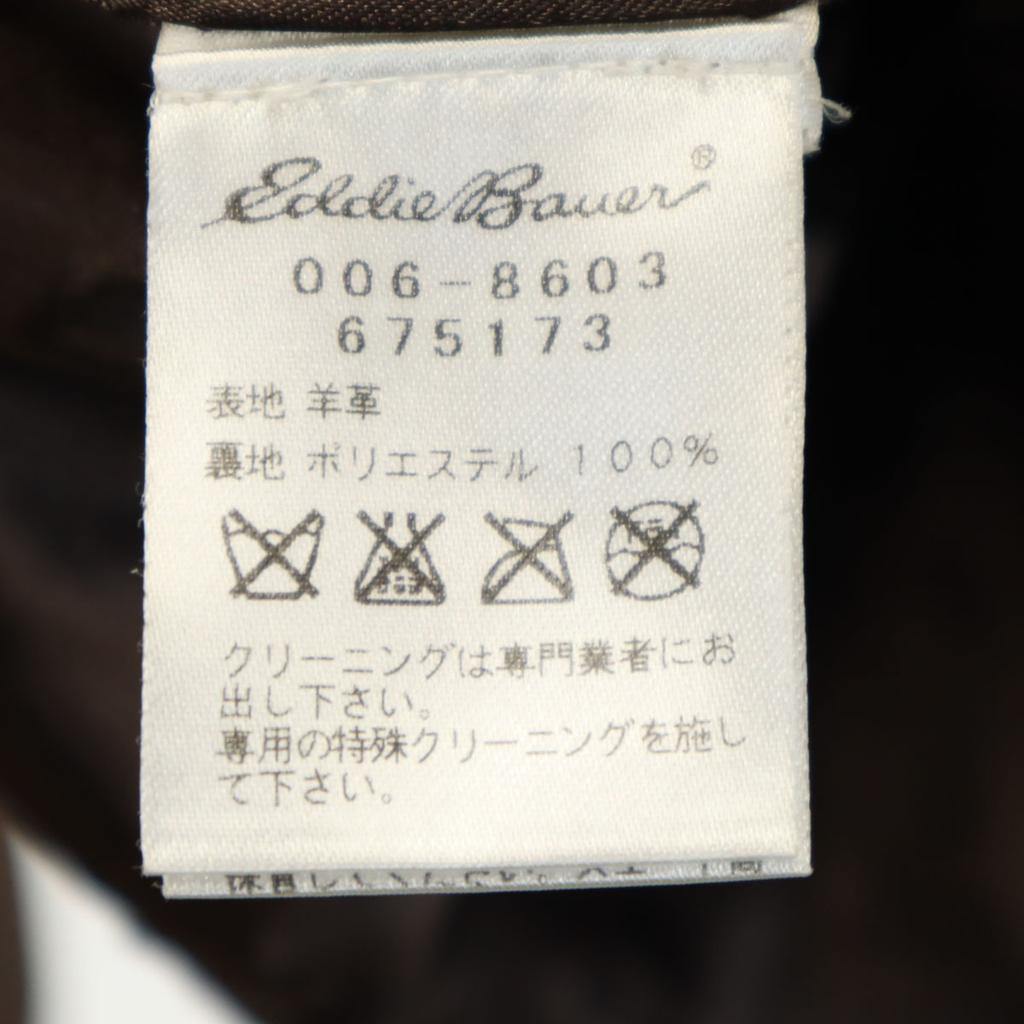 Eddie Bauer®
006-8603
675173
表地 羊革
裏地 ポリエステル 100%
クリーニングは専門業者にお
出し下さい。
専用の特殊クリーニングを施し
て下さい。